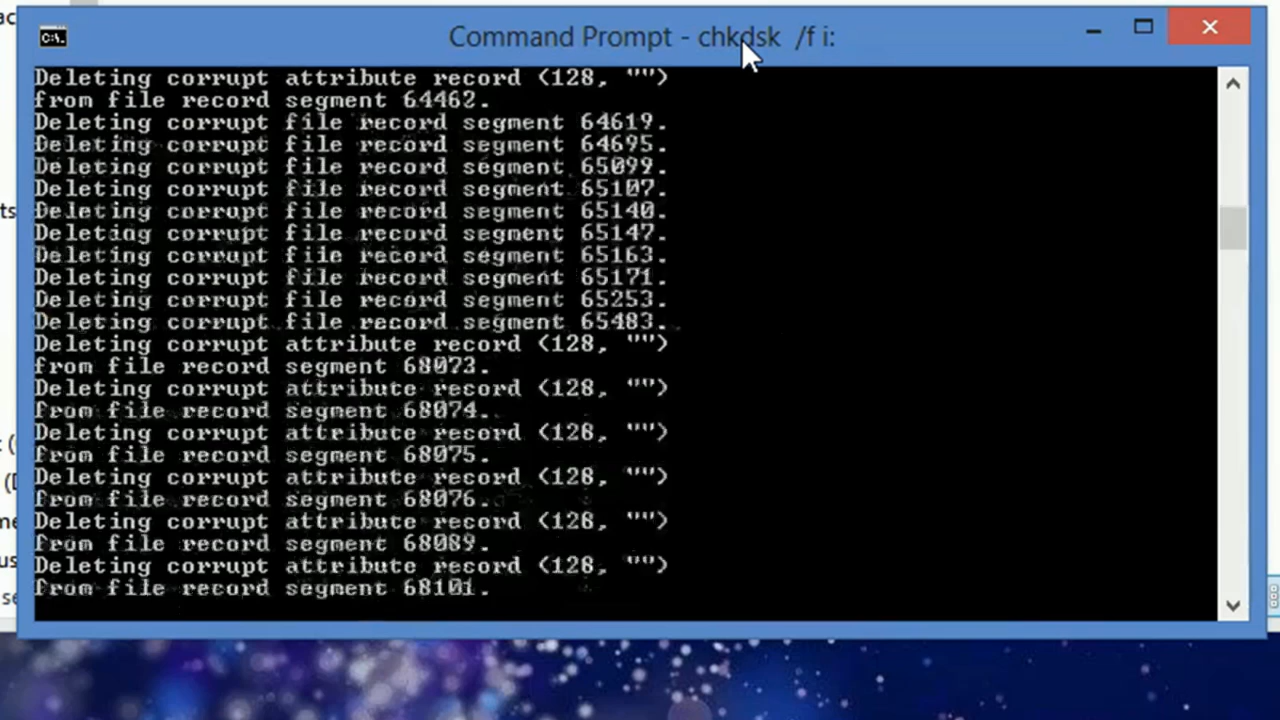 Command Prompt - chkdsk /f i:
Deleting corrupt attribute record (128, "")
from file record segment 64462.
Deleting corrupt file record segment 64619.
Deleting corrupt file record segment 64695.
Deleting corrupt file record segment 65099.
Deleting corrupt file record segment 65107.
Deleting corrupt file record segment 65140.
Deleting corrupt file record segment 65147.
Deleting corrupt file record segment 65163.
Deleting corrupt file record segment 65171.
Deleting corrupt file record segment 65253.
Deleting corrupt file record segment 65483.
Deleting corrupt attribute record (128, "")
from file record segment 68073.
Deleting corrupt attribute record (128, "")
from file record segment 68074.
Deleting corrupt attribute record (128, "")
from file record segment 68075.
Deleting corrupt attribute record (128, "")
from file record segment 68076.
Deleting corrupt attribute record (128, "")
from file record segment 68089.
Deleting corrupt attribute record (128, "")
from file record segment 68101.